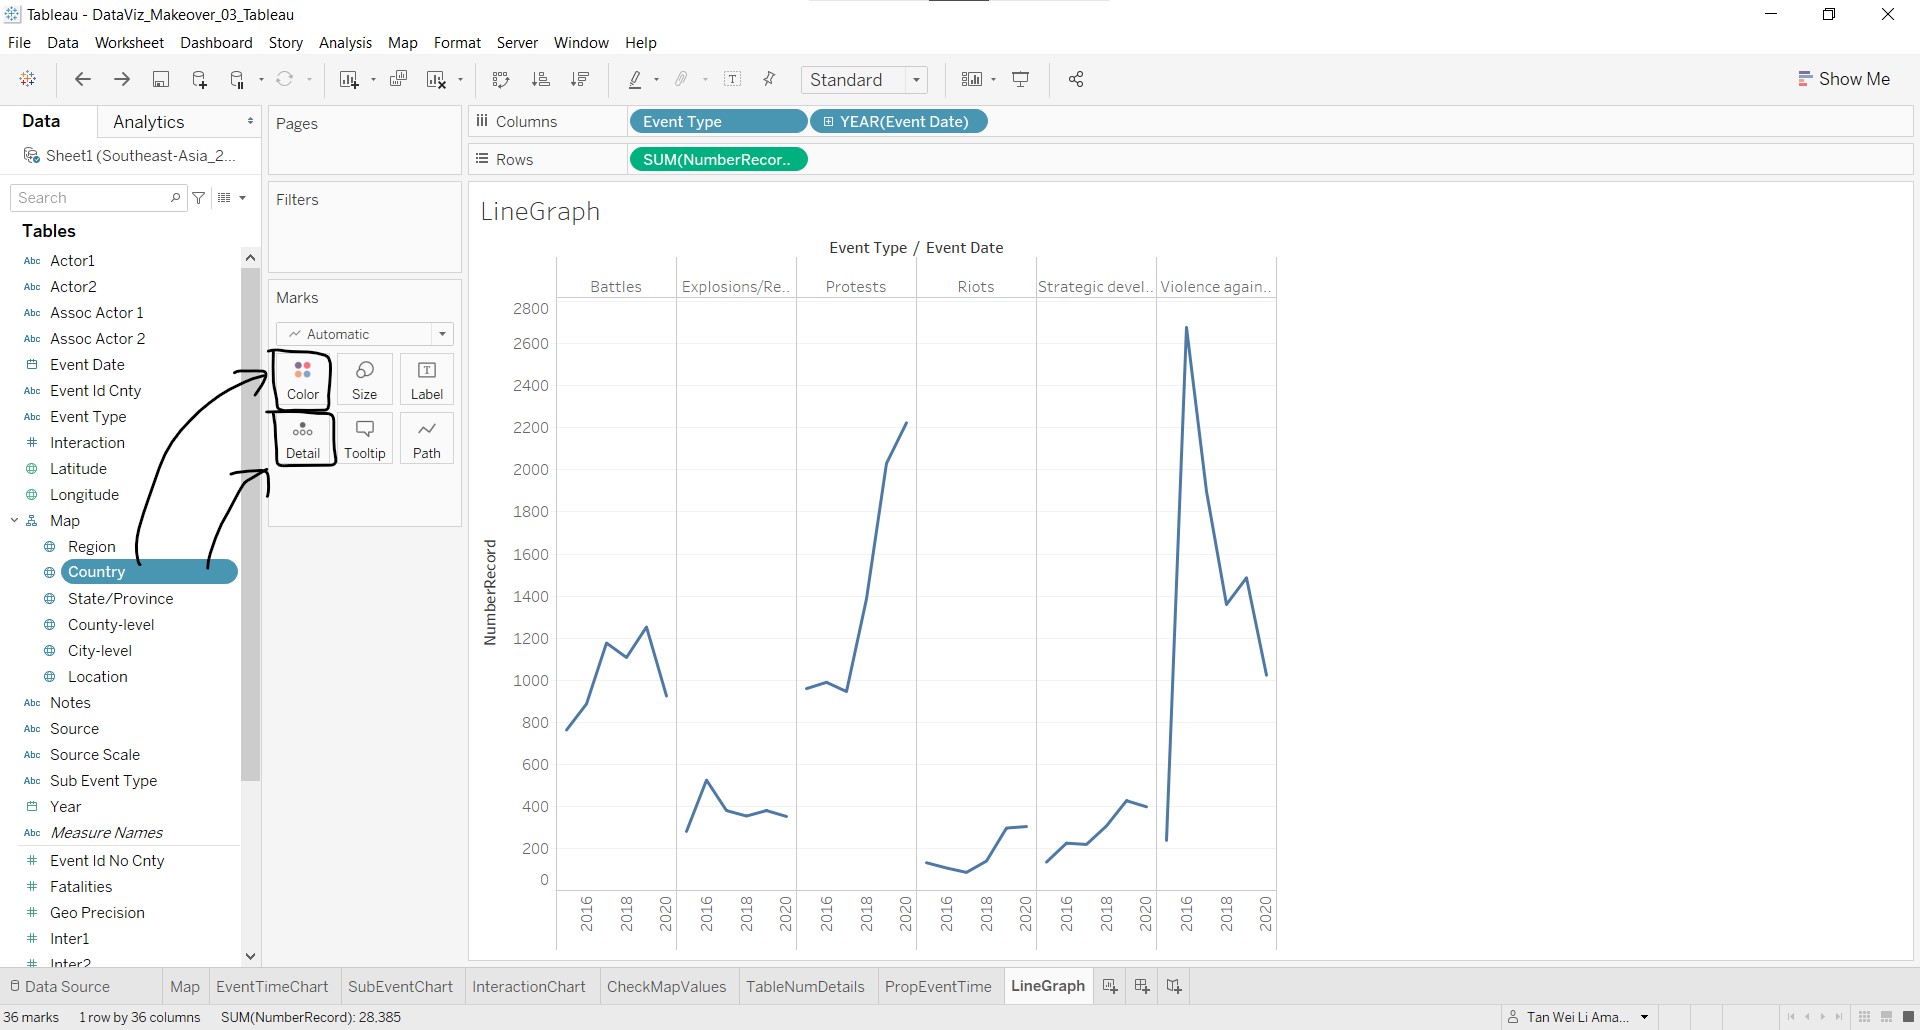 Tableau - DataViz_Makeover_03_Tableau
File Data Worksheet Dashboard Story Analysis Map Format Server Window Help
Standard
Show Me
Data
Analytics
Sheet1 (Southeast-Asia_2...
Search
Tables
Abc Actor1
Abc Actor2
Abc Assoc Actor 1
Abc Assoc Actor 2
Event Date
Abc Event Id Cnty
Abc Event Type
# Interaction
Latitude
Longitude
Map
Region
Country
State/Province
County-level
City-level
Location
Abc Notes
Abc Source
Abc Source Scale
Abc Sub Event Type
Year
Abc Measure Names
# Event Id No Cnty
# Fatalities
# Geo Precision
# Inter1
# Inter2
Pages
Filters
Marks
Automatic
Color Size T Label
Detail Tooltip Path
Columns Event Type YEAR(Event Date)
Rows SUM(NumberRecor..
LineGraph
Event Type / Event Date
Battles Explosions/Re.. Protests Riots Strategic devel.. Violence again..
NumberRecord
2800
2600
2400
2200
2000
1800
1600
1400
1200
1000
800
600
400
200
0
2016 2018 2020 2016 2018 2020 2016 2018 2020 2016 2018 2020 2016 2018 2020 2016 2018 2020
Data Source Map EventTimeChart SubEventChart InteractionChart CheckMapValues TableNumDetails PropEventTime LineGraph
36 marks 1 row by 36 columns SUM(NumberRecord): 28,385
Tan Wei Li Ama...